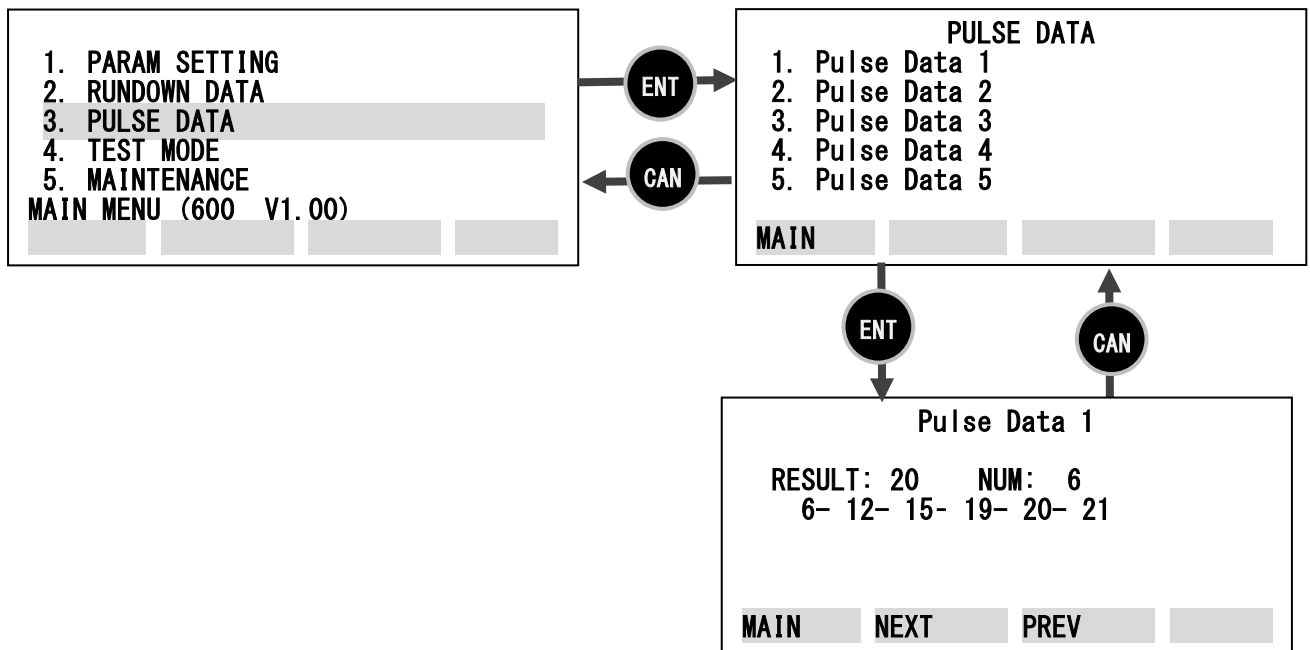 1. PARAM SETTING
2. RUNDOWN DATA
3. PULSE DATA
4. TEST MODE
5. MAINTENANCE
MAIN MENU (600 V1.00)
ENT
CAN
PULSE DATA
1. Pulse Data 1
2. Pulse Data 2
3. Pulse Data 3
4. Pulse Data 4
5. Pulse Data 5
MAIN
ENT
CAN
Pulse Data 1
RESULT: 20 NUM: 6
6- 12- 15- 19- 20- 21
MAIN NEXT PREV